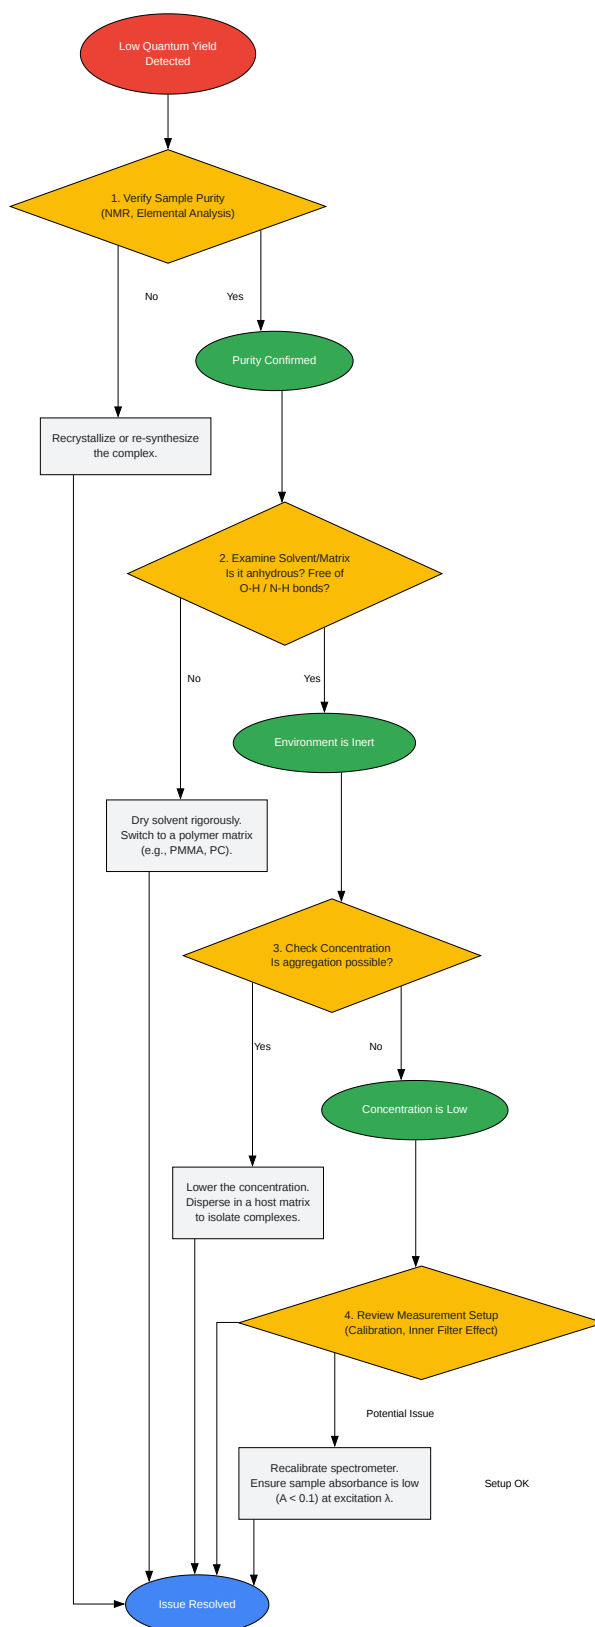 Low Quantum Yield
Detected
1. Verify Sample Purity
(NMR, Elemental Analysis)
No
Yes
Purity Confirmed
Recrystallize or re-synthesize
the complex.
2. Examine Solvent/Matrix
Is it anhydrous? Free of
O-H / N-H bonds?
No
Yes
Environment is Inert
Dry solvent rigorously.
Switch to a polymer matrix
(e.g., PMMA, PC).
3. Check Concentration
Is aggregation possible?
Yes
No
Concentration is Low
Lower the concentration.
Disperse in a host matrix
to isolate complexes.
4. Review Measurement Setup
(Calibration, Inner Filter Effect)
Potential Issue
Recalibrate spectrometer.
Ensure sample absorbance is low
(A < 0.1) at excitation λ.
Setup OK
Issue Resolved